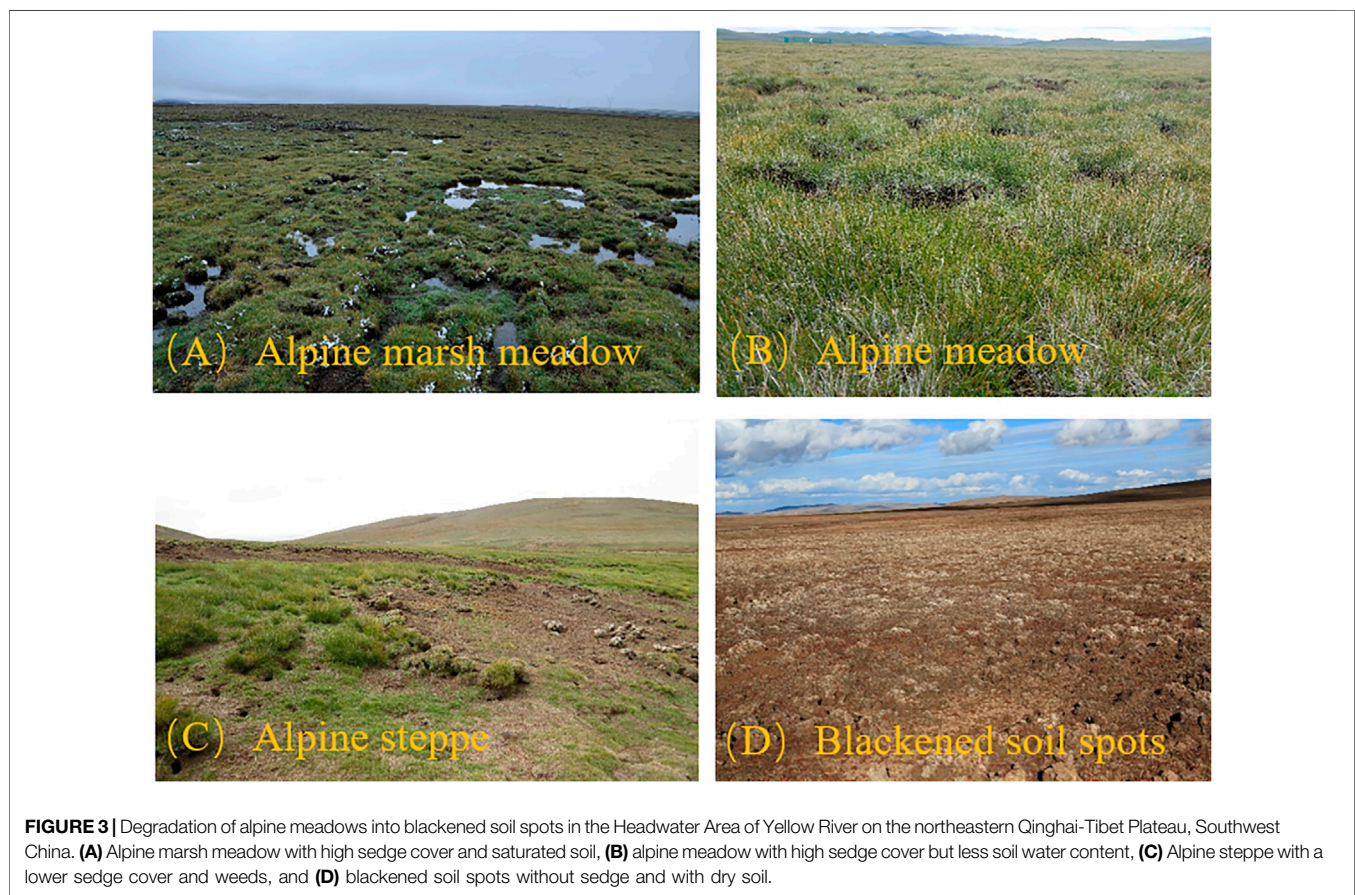 (A) Alpine marsh meadow
(B) Alpine meadow
(C) Alpine steppe
(D) Blackened soil spots
FIGURE 3 | Degradation of alpine meadows into blackened soil spots in the Headwater Area of Yellow River on the northeastern Qinghai-Tibet Plateau, Southwest
China. (A) Alpine marsh meadow with high sedge cover and saturated soil, (B) alpine meadow with high sedge cover but less soil water content, (C) Alpine steppe with a
lower sedge cover and weeds, and (D) blackened soil spots without sedge and with dry soil.